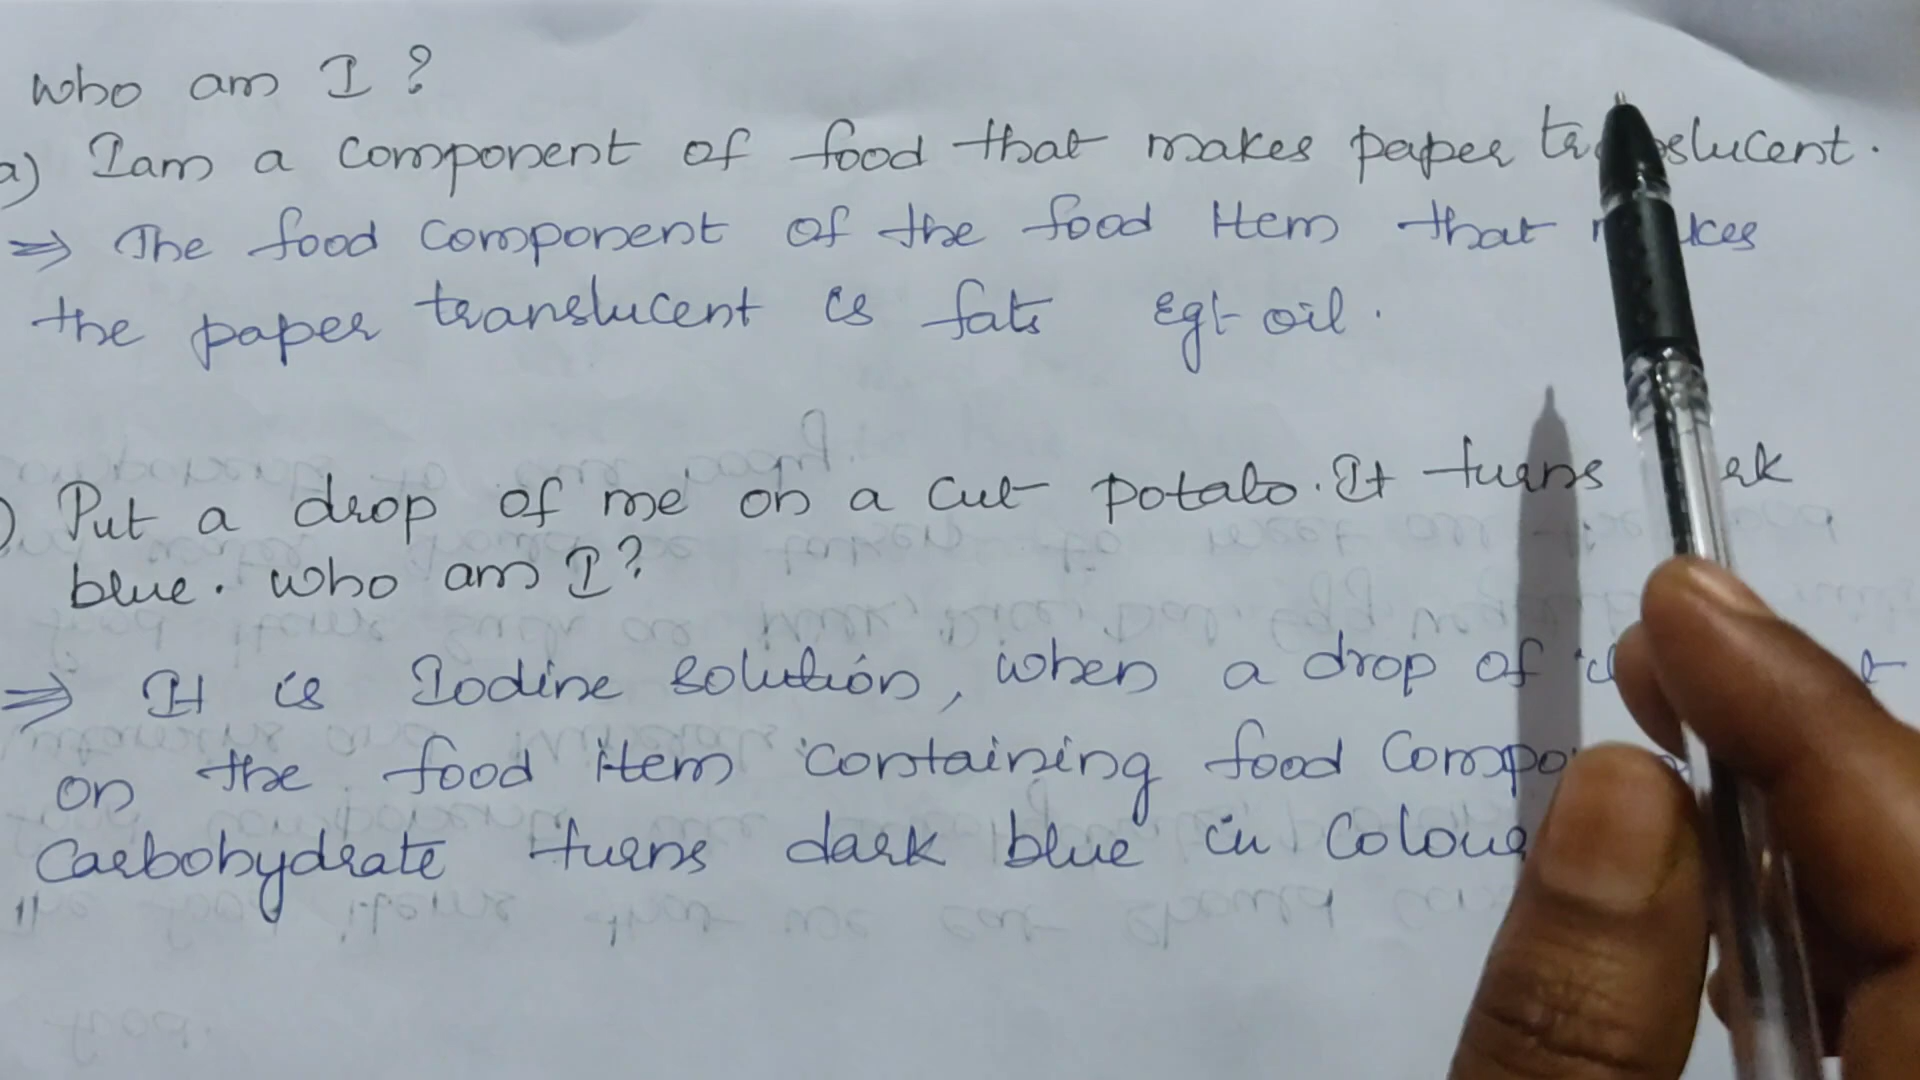 Who am I ?
a) I am a component of food that makes paper translucent.
⇒ The food component of the food item that makes
the paper translucent is fats Eg:- oil.
) Put a drop of me on a cut potato. It turns
blue. Who am I?
⇒ It is Iodine solution, when a drop of
on the food item containing food
Carbohydrate turns dark blue in colour